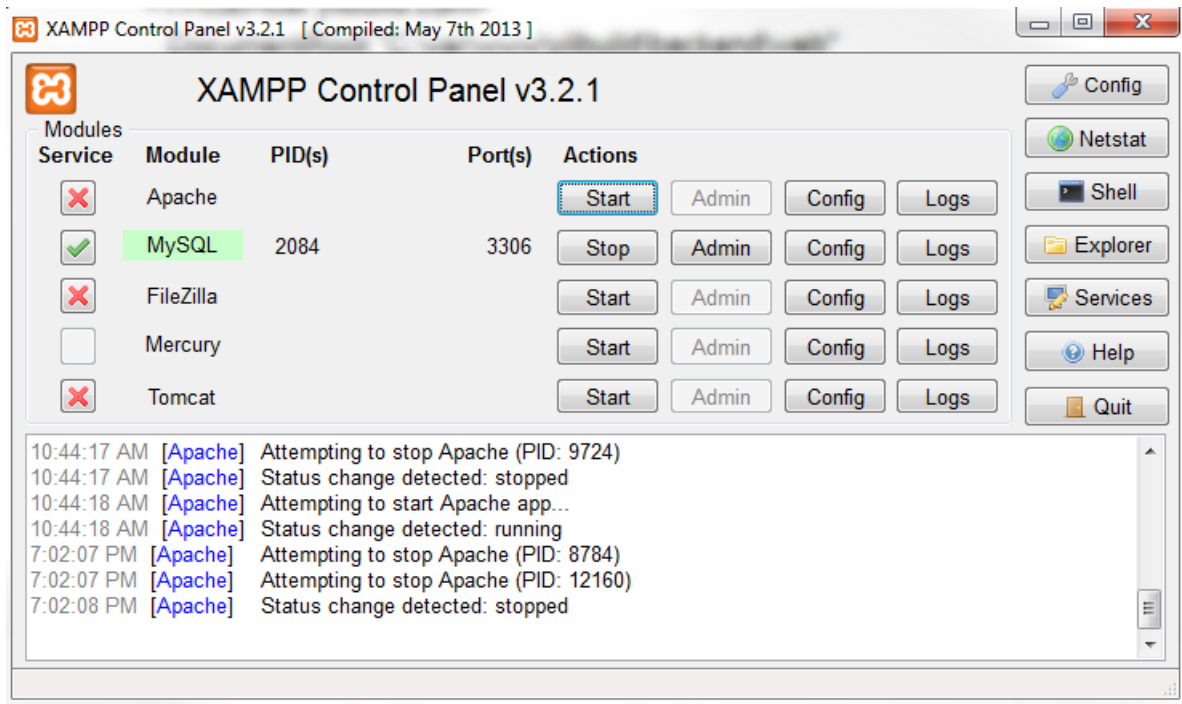 XAMPP Control Panel v3.2.1 [ Compiled: May 7th 2013 ]
XAMPP Control Panel v3.2.1
Config
Modules
Service Module PID(s) Port(s) Actions
Netstat
Apache Start Admin Config Logs
Shell
MySQL 2084 3306 Stop Admin Config Logs
Explorer
FileZilla Start Admin Config Logs
Services
Mercury Start Admin Config Logs
Help
Tomcat Start Admin Config Logs
Quit
10:44:17 AM [Apache] Attempting to stop Apache (PID: 9724)
10:44:17 AM [Apache] Status change detected: stopped
10:44:18 AM [Apache] Attempting to start Apache app...
10:44:18 AM [Apache] Status change detected: running
7:02:07 PM [Apache] Attempting to stop Apache (PID: 8784)
7:02:07 PM [Apache] Attempting to stop Apache (PID: 12160)
7:02:08 PM [Apache] Status change detected: stopped